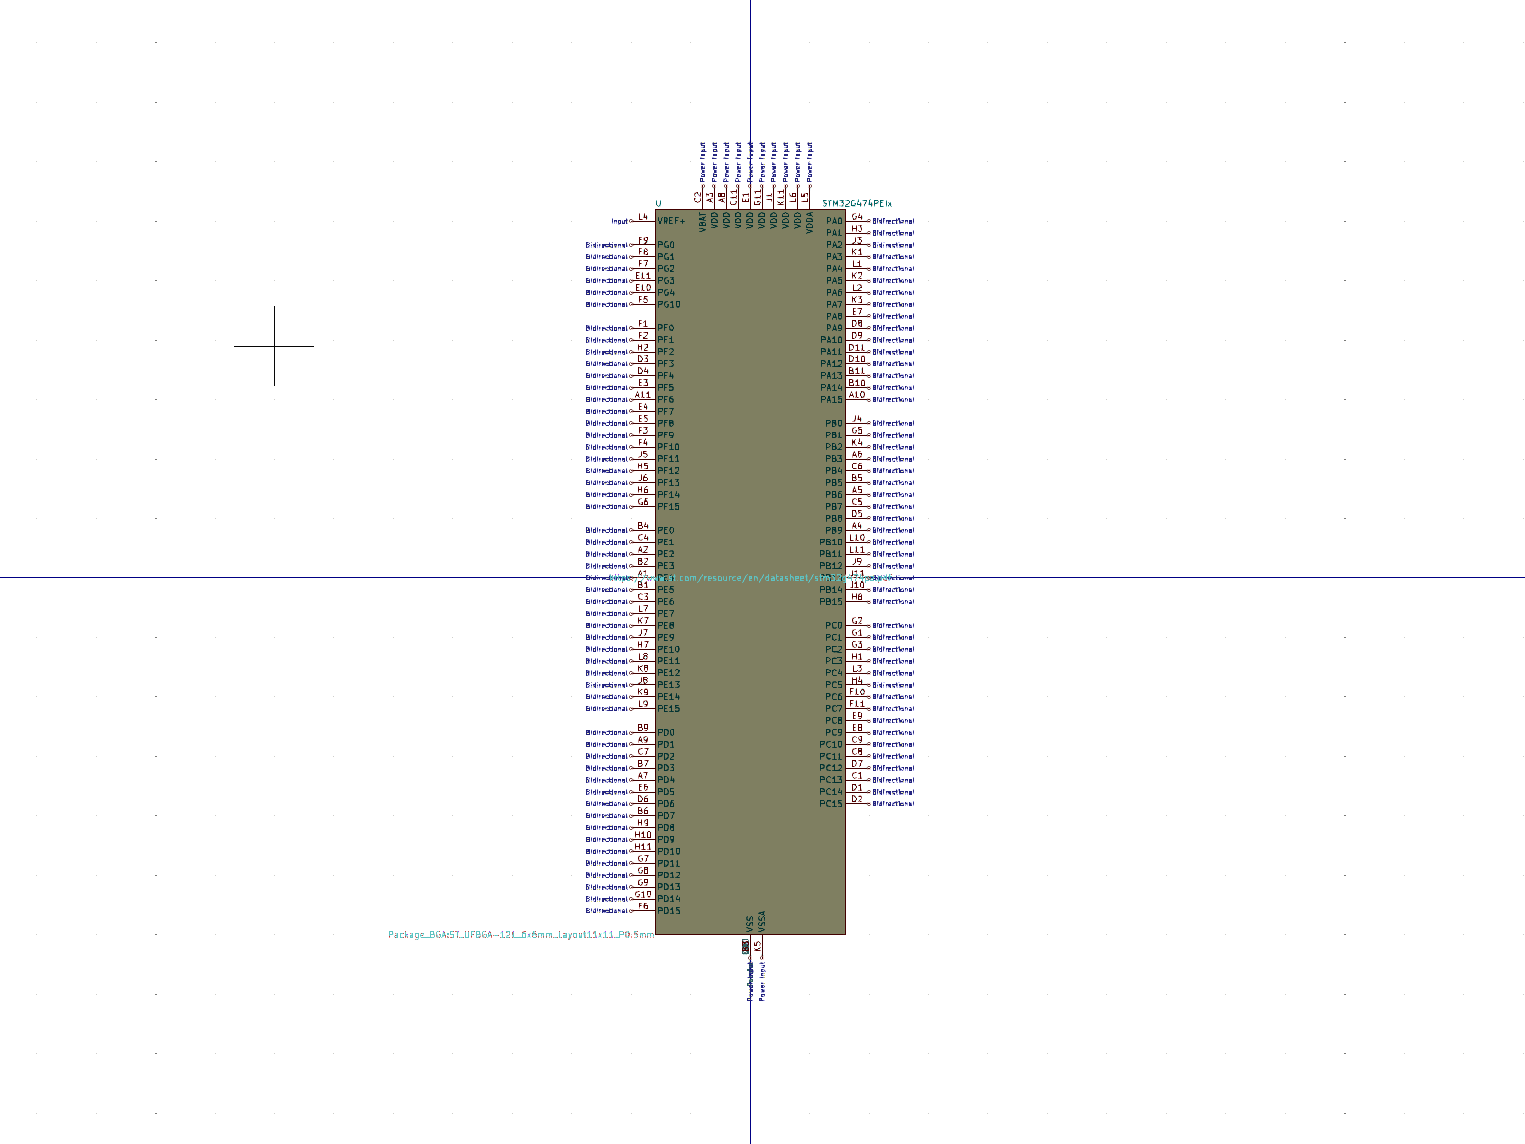 Power Input Power Input Power Input Power Input Power Input Power Input Power Input Power Input Power Input Power Input
C2 A3 A8 C11 E1 G11 J1 K11 L6 L5
U STM32G474PEIx
VBAT VDD VDD VDD VDD VDD VDD VDD VDD VDDA
Input L4 VREF+ PA0 G4 Bidirectional
PA1 H3 Bidirectional
Bidirectional F9 PG0 PA2 J3 Bidirectional
Bidirectional F8 PG1 PA3 K1 Bidirectional
Bidirectional F7 PG2 PA4 L1 Bidirectional
Bidirectional E11 PG3 PA5 K2 Bidirectional
Bidirectional E10 PG4 PA6 L2 Bidirectional
Bidirectional F5 PG10 PA7 K3 Bidirectional
PA8 E7 Bidirectional
Bidirectional F1 PF0 PA9 D8 Bidirectional
Bidirectional F2 PF1 PA10 D9 Bidirectional
Bidirectional H2 PF2 PA11 D11 Bidirectional
Bidirectional D3 PF3 PA12 D10 Bidirectional
Bidirectional D4 PF4 PA13 B11 Bidirectional
Bidirectional E3 PF5 PA14 B10 Bidirectional
Bidirectional A11 PF6 PA15 A10 Bidirectional
Bidirectional E4 PF7
Bidirectional E5 PF8 PB0 J4 Bidirectional
Bidirectional F3 PF9 PB1 G5 Bidirectional
Bidirectional F4 PF10 PB2 K4 Bidirectional
Bidirectional J5 PF11 PB3 A6 Bidirectional
Bidirectional H5 PF12 PB4 C6 Bidirectional
Bidirectional J6 PF13 PB5 B5 Bidirectional
Bidirectional H6 PF14 PB6 A5 Bidirectional
Bidirectional G6 PF15 PB7 C5 Bidirectional
PB8 D5 Bidirectional
Bidirectional B4 PE0 PB9 A4 Bidirectional
Bidirectional C4 PE1 PB10 L10 Bidirectional
Bidirectional A2 PE2 PB11 L11 Bidirectional
Bidirectional B2 PE3 PB12 J9 Bidirectional
Bidirectional A1 J11 Bidirectional
Bidirectional B1 PE5 PB14 J10 Bidirectional
Bidirectional C3 PE6 PB15 H8 Bidirectional
Bidirectional L7 PE7
Bidirectional K7 PE8 PC0 G2 Bidirectional
Bidirectional J7 PE9 PC1 G1 Bidirectional
Bidirectional H7 PE10 PC2 G3 Bidirectional
Bidirectional L8 PE11 PC3 H1 Bidirectional
Bidirectional K8 PE12 PC4 L3 Bidirectional
Bidirectional J8 PE13 PC5 H4 Bidirectional
Bidirectional K9 PE14 PC6 F10 Bidirectional
Bidirectional L9 PE15 PC7 F11 Bidirectional
PC8 E9 Bidirectional
Bidirectional B9 PD0 PC9 E8 Bidirectional
Bidirectional A9 PD1 PC10 C9 Bidirectional
Bidirectional C7 PD2 PC11 C8 Bidirectional
Bidirectional B7 PD3 PC12 D7 Bidirectional
Bidirectional A7 PD4 PC13 C1 Bidirectional
Bidirectional E6 PD5 PC14 D1 Bidirectional
Bidirectional D6 PD6 PC15 D2 Bidirectional
Bidirectional B6 PD7
Bidirectional H9 PD8
Bidirectional H10 PD9
Bidirectional H11 PD10
Bidirectional G7 PD11
Bidirectional G8 PD12
Bidirectional G9 PD13
Bidirectional G10 PD14
Bidirectional F6 PD15
VSS VSSA
Package_BGA:ST_UFBGA-121_6x6mm_Layout11x11_P0.5mm
K5
Power Input